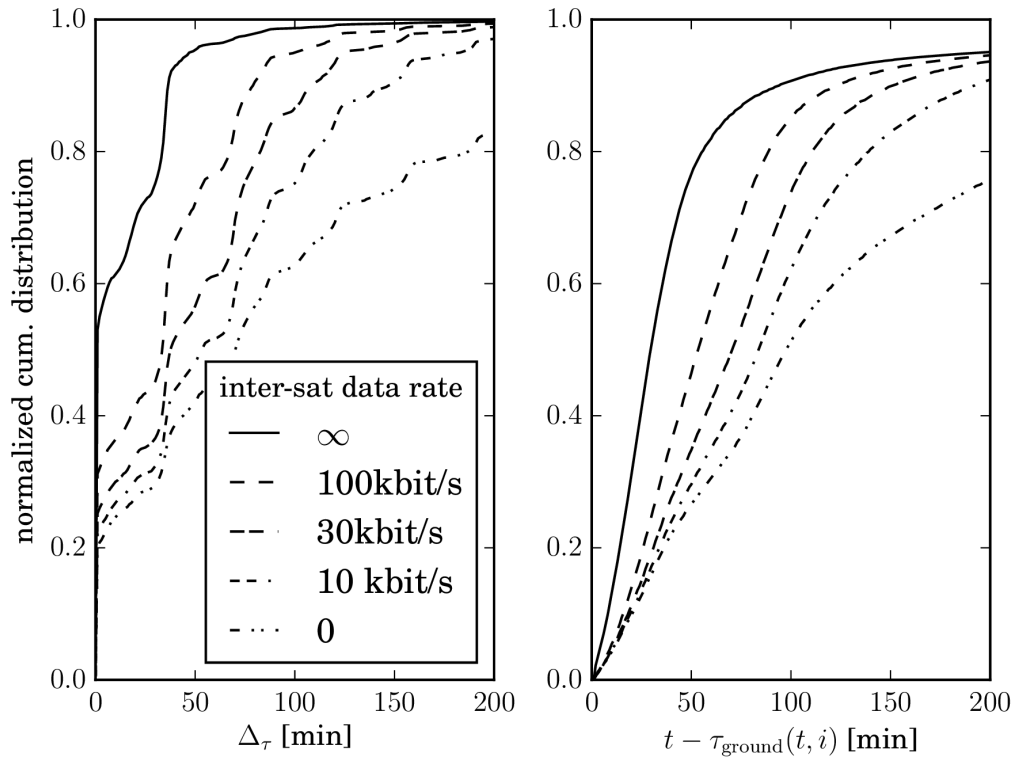 normalized cum. distribution
1.0
0.8
0.6
0.4
0.2
0.0
0 50 100 150 200
Δτ [min]
inter-sat data rate
∞
100kbit/s
30kbit/s
10 kbit/s
0
1.0
0.8
0.6
0.4
0.2
0.0
0 50 100 150 200
t − τground(t, i) [min]